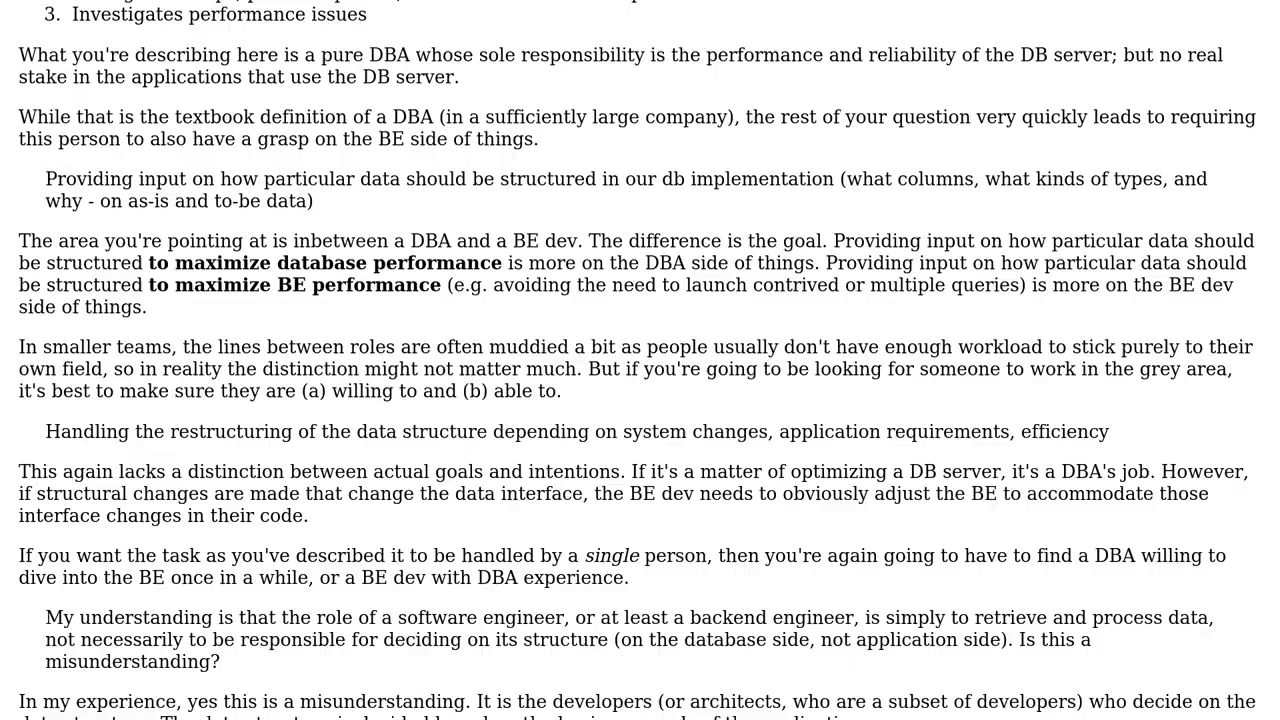 3. Investigates performance issues
What you're describing here is a pure DBA whose sole responsibility is the performance and reliability of the DB server; but no real
stake in the applications that use the DB server.
While that is the textbook definition of a DBA (in a sufficiently large company), the rest of your question very quickly leads to requiring
this person to also have a grasp on the BE side of things.
Providing input on how particular data should be structured in our db implementation (what columns, what kinds of types, and
why - on as-is and to-be data)
The area you're pointing at is inbetween a DBA and a BE dev. The difference is the goal. Providing input on how particular data should
be structured to maximize database performance is more on the DBA side of things. Providing input on how particular data should
be structured to maximize BE performance (e.g. avoiding the need to launch contrived or multiple queries) is more on the BE dev
side of things.
In smaller teams, the lines between roles are often muddied a bit as people usually don't have enough workload to stick purely to their
own field, so in reality the distinction might not matter much. But if you're going to be looking for someone to work in the grey area,
it's best to make sure they are (a) willing to and (b) able to.
Handling the restructuring of the data structure depending on system changes, application requirements, efficiency
This again lacks a distinction between actual goals and intentions. If it's a matter of optimizing a DB server, it's a DBA's job. However,
if structural changes are made that change the data interface, the BE dev needs to obviously adjust the BE to accommodate those
interface changes in their code.
If you want the task as you've described it to be handled by a single person, then you're again going to have to find a DBA willing to
dive into the BE once in a while, or a BE dev with DBA experience.
My understanding is that the role of a software engineer, or at least a backend engineer, is simply to retrieve and process data,
not necessarily to be responsible for deciding on its structure (on the database side, not application side). Is this a
misunderstanding?
In my experience, yes this is a misunderstanding. It is the developers (or architects, who are a subset of developers) who decide on the